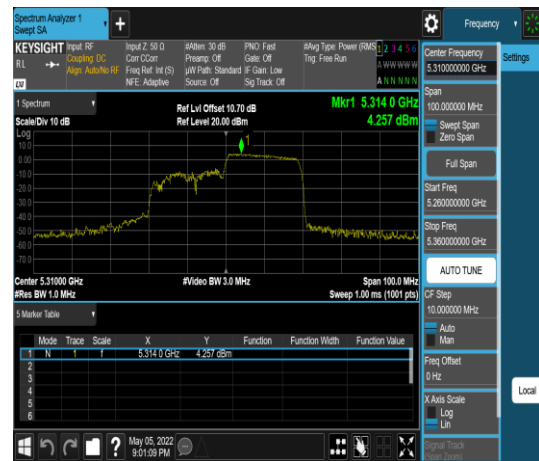 Spectrum Analyzer 1
Swept SA
Frequency
KEYSIGHT
RL
LXI
Input: RF
Coupling: DC
Align: Auto/No RF
Input Z: 50 Ω
Corr CCorr
Freq Ref: Int (S)
NFE: Adaptive
#Atten: 30 dB
Preamp: Off
µW Path: Standard
Source: Off
PNO: Fast
Gate: Off
IF Gain: Low
Sig Track: Off
#Avg Type: Power (RMS
Trig: Free Run
1 2 3 4 5 6
A W W W W W
A N N N N N
1 Spectrum
Scale/Div 10 dB
Ref Lvl Offset 10.70 dB
Ref Level 20.00 dBm
Mkr1 5.314 0 GHz
4.257 dBm
Log
10.0
0.00
-10.0
-20.0
-30.0
-40.0
-50.0
-60.0
-70.0
1
Center 5.31000 GHz
#Res BW 1.0 MHz
#Video BW 3.0 MHz
Span 100.0 MHz
Sweep 1.00 ms (1001 pts)
5 Marker Table
Mode Trace Scale X Y Function Function Width Function Value
1 N 1 f 5.314 0 GHz 4.257 dBm
2
3
4
5
6
May 05, 2022
9:01:09 PM
?
Center Frequency
5.310000000 GHz
Settings
Span
100.000000 MHz
Swept Span
Zero Span
Full Span
Start Freq
5.260000000 GHz
Stop Freq
5.360000000 GHz
AUTO TUNE
CF Step
10.000000 MHz
Auto
Man
Freq Offset
0 Hz
Local
X Axis Scale
Log
Lin
Signal Track
(Span Zoom)